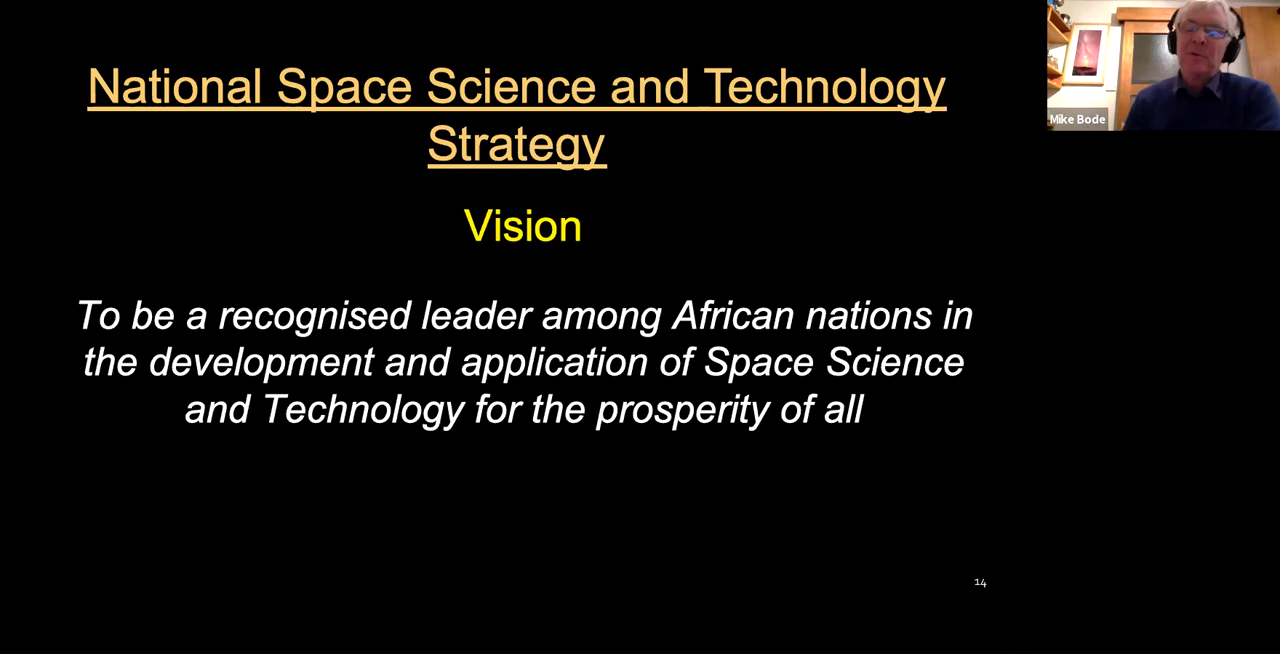 National Space Science and Technology
Strategy
Vision
To be a recognised leader among African nations in
the development and application of Space Science
and Technology for the prosperity of all
14
Mike Bode